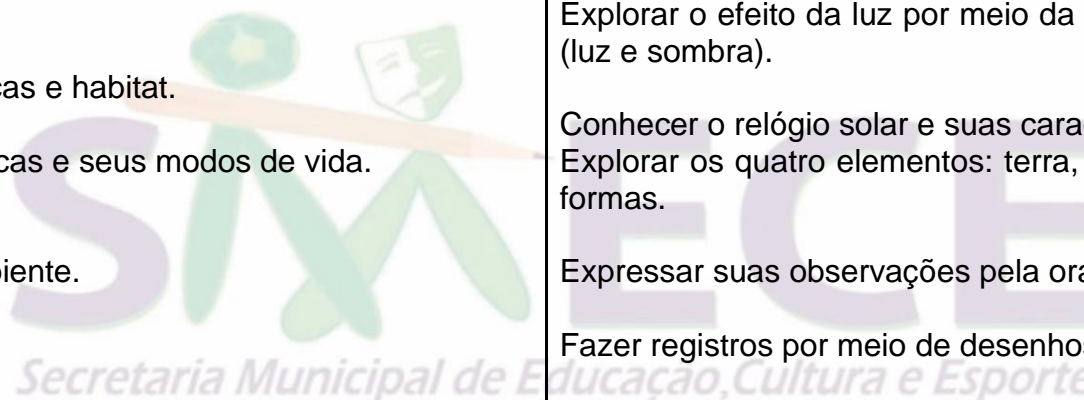 cas e habitat.
cas e seus modos de vida.
iente.
Explorar o efeito da luz por meio da
(luz e sombra).
Conhecer o relógio solar e suas cara
Explorar os quatro elementos: terra,
formas.
Expressar suas observações pela ora
Fazer registros por meio de desenhos
SMECE
Secretaria Municipal de Educação,Cultura e Esporte